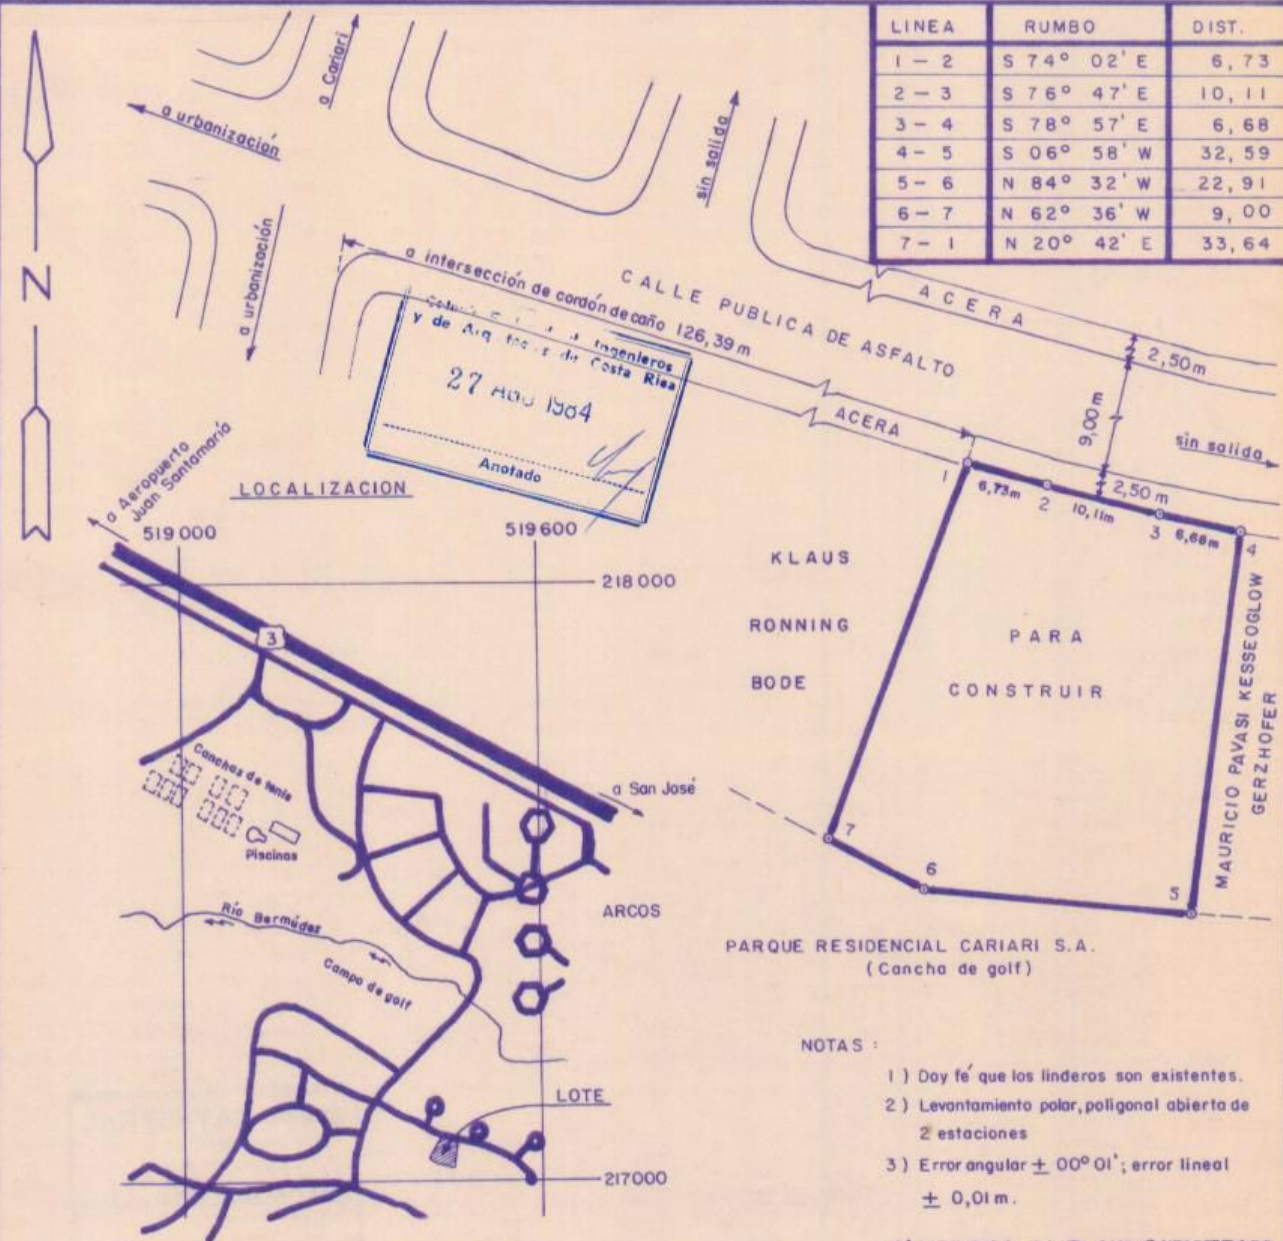 LINEA RUMBO DIST.
1 - 2 S 74° 02' E 6,73
2 - 3 S 76° 47' E 10,11
3 - 4 S 78° 57' E 6,68
4 - 5 S 06° 58' W 32,59
5 - 6 N 84° 32' W 22,91
6 - 7 N 62° 36' W 9,00
7 - 1 N 20° 42' E 33,64
a Cariari
a urbanización
sin salida
a urbanización
N
a intersección de cordón de caño 126,39 m
CALLE PUBLICA DE ASFALTO
ACERA
2,50 m
9,00 m
ACERA
sin salida
2,50 m
Ingenieros
y de
de Costa Rica
27 1984
Anotado
1
6,73m
2
10,11m
3
6,68m
4
KLAUS
RONNING
BODE
PARA
CONSTRUIR
MAURICIO PAVASI KESSEOGLOW
GERZHOFER
7
6
5
PARQUE RESIDENCIAL CARIARI S.A.
(Cancha de golf)
LOCALIZACION
a Aeropuerto
Juan Santamaría
519000
519600
218000
3
Canchas de tenis
Piscinas
a San José
ARCOS
Río Bermúdez
Campo de golf
LOTE
217000
NOTAS :
1 ) Doy fé que los linderos son existentes.
2 ) Levantamiento polar, poligonal abierta de
2 estaciones
3 ) Error angular ± 00° 01' ; error lineal
± 0,01 m.